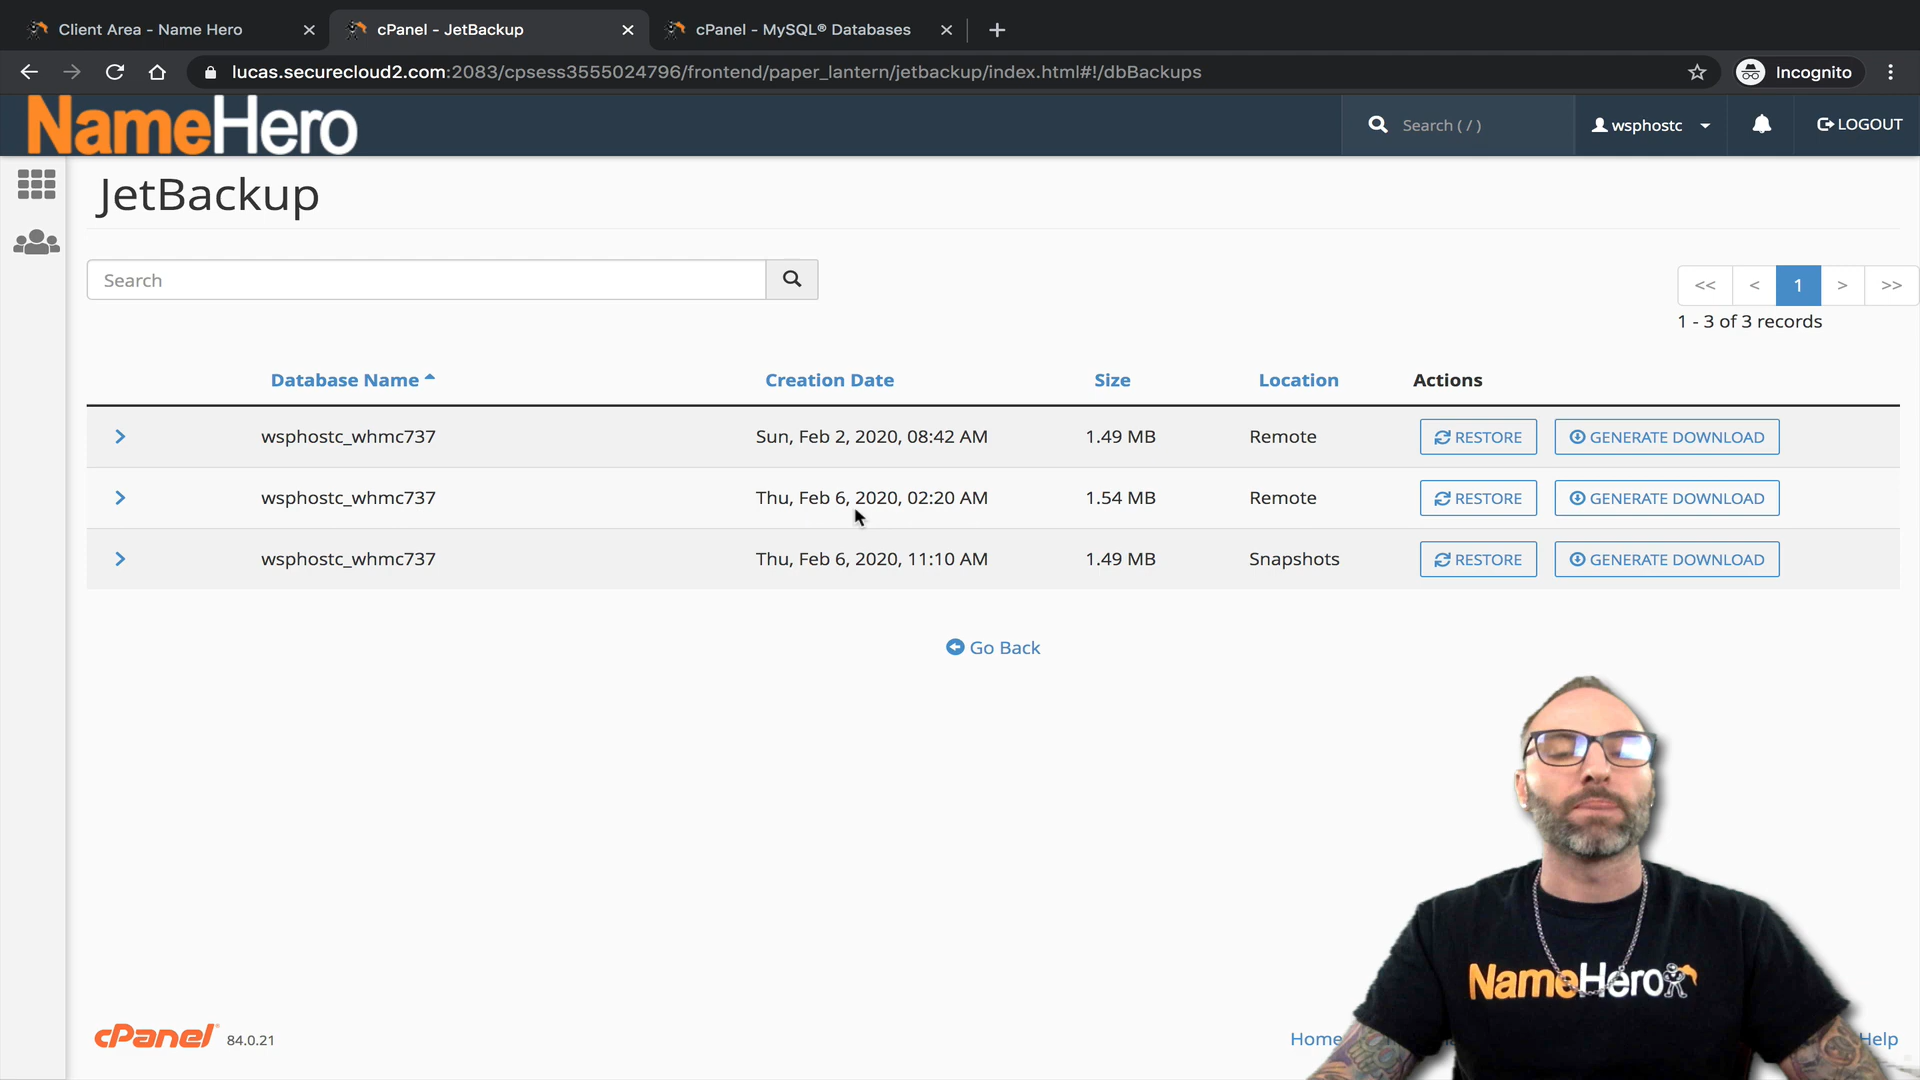 Client Area - Name Hero
cPanel - JetBackup
cPanel - MySQL® Databases
lucas.securecloud2.com:2083/cpsess3555024796/frontend/paper_lantern/jetbackup/index.html#!/dbBackups
Incognito
NameHero
Search ( / )
wsphostc
LOGOUT
JetBackup
Search
<< < 1 > >>
1 - 3 of 3 records
Database Name Creation Date Size Location Actions
wsphostc_whmc737 Sun, Feb 2, 2020, 08:42 AM 1.49 MB Remote RESTORE GENERATE DOWNLOAD
wsphostc_whmc737 Thu, Feb 6, 2020, 02:20 AM 1.54 MB Remote RESTORE GENERATE DOWNLOAD
wsphostc_whmc737 Thu, Feb 6, 2020, 11:10 AM 1.49 MB Snapshots RESTORE GENERATE DOWNLOAD
Go Back
NameHero
cPanel 84.0.21
Home
Help